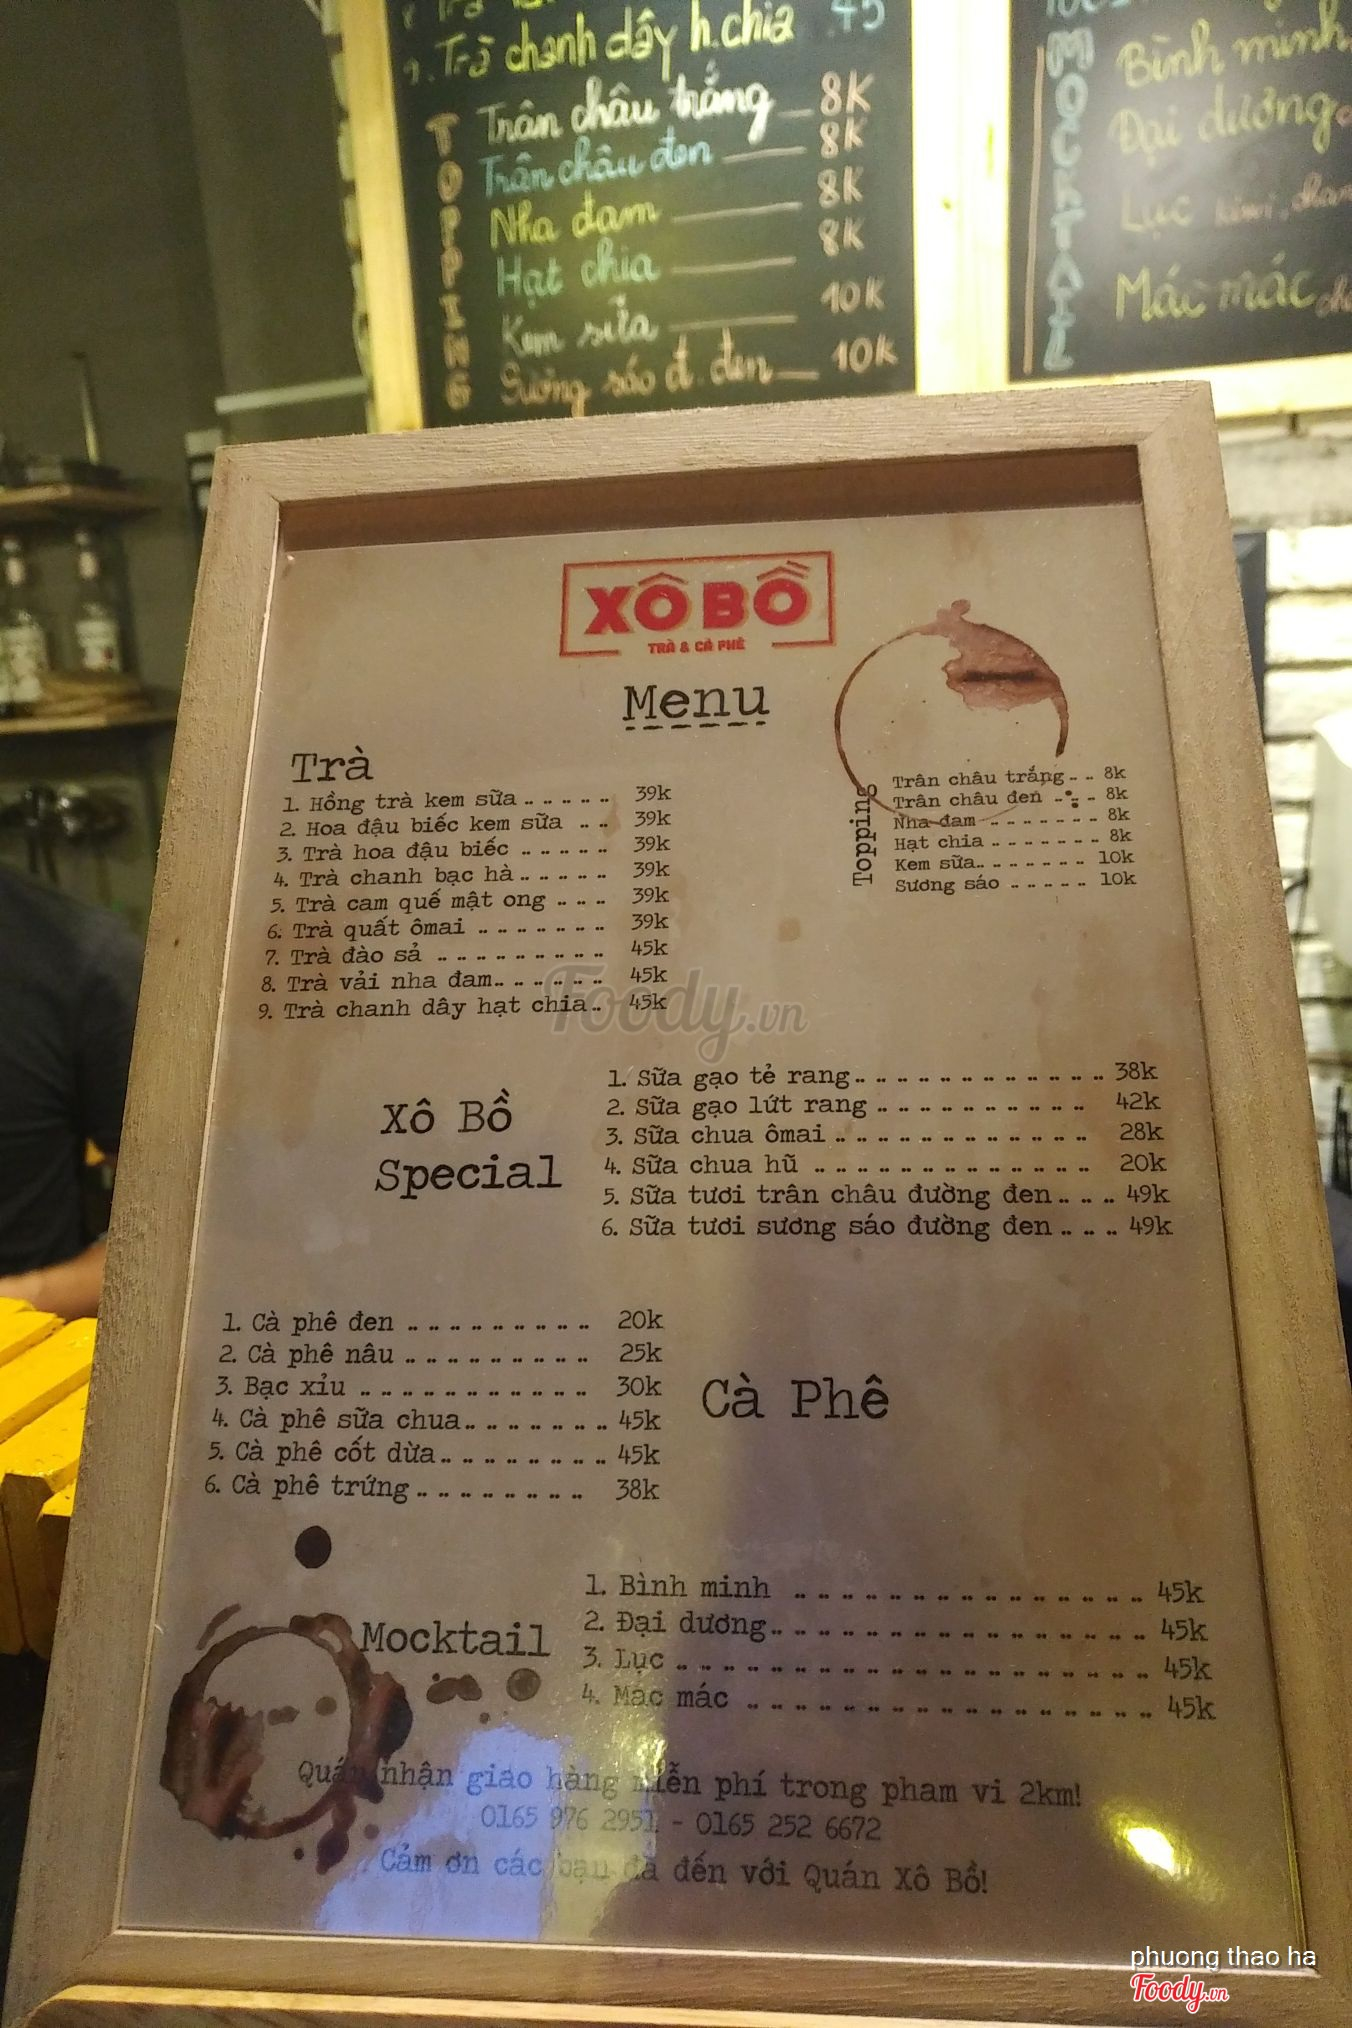 Trà chanh dây h.chia 45
TOPPING
Trân châu trắng 8K
Trân châu đen 8K
Nha đam 8K
Hạt chia 8K
Kem sữa 10K
Sương sáo đ. đen 10K
MOCKTAIL
Bình minh
Đại dương
Lục kiwi, chan
Mác mác
XÔ BỒ
TRÀ & CÀ PHÊ
Menu
Trà
1. Hồng trà kem sữa 39k
2. Hoa đậu biếc kem sữa 39k
3. Trà hoa đậu biếc 39k
4. Trà chanh bạc hà 39k
5. Trà cam quế mật ong 39k
6. Trà quất ômai 39k
7. Trà đào sả 45k
8. Trà vải nha đam 45k
9. Trà chanh dây hạt chia 45k
Topping
Trân châu trắng 8k
Trân châu đen 8k
Nha đam 8k
Hạt chia 8k
Kem sữa 10k
Sương sáo 10k
Foody.vn
Xô Bồ
Special
1. Sữa gạo tẻ rang 38k
2. Sữa gạo lứt rang 42k
3. Sữa chua ômai 28k
4. Sữa chua hũ 20k
5. Sữa tươi trân châu đường đen 49k
6. Sữa tươi sương sáo đường đen 49k
1. Cà phê đen 20k
2. Cà phê nâu 25k
3. Bạc xỉu 30k
4. Cà phê sữa chua 45k
5. Cà phê cốt dừa 45k
6. Cà phê trứng 38k
Cà Phê
Mocktail
1. Bình minh 45k
2. Đại dương 45k
3. Lục 45k
4. Mác mác 45k
Quán nhận giao hàng miễn phí trong phạm vi 2km!
0165 976 2951 - 0165 252 6672
Cảm ơn các bạn đã đến với Quán Xô Bồ!
phuong thao ha
Foody.vn